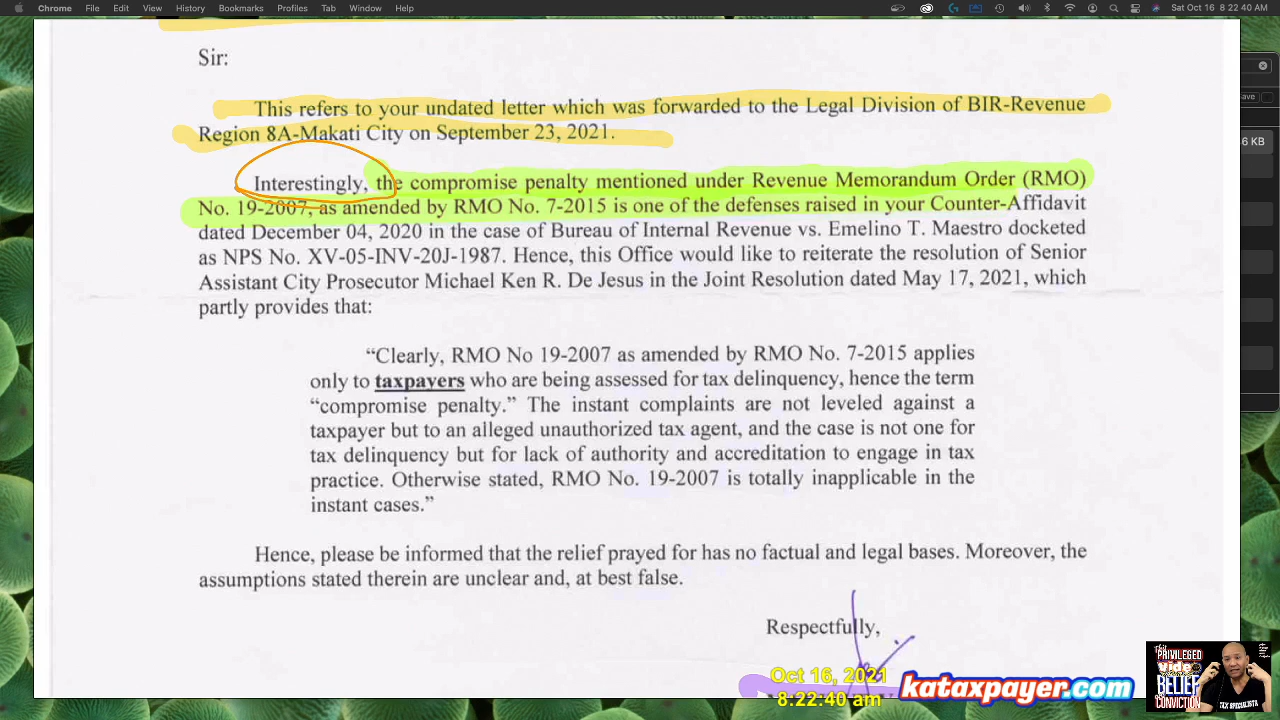 Chrome File Edit View History Bookmarks Profiles Tab Window Help Sat Oct 16 8:22:40 AM
Sir:
This refers to your undated letter which was forwarded to the Legal Division of BIR-Revenue
Region 8A-Makati City on September 23, 2021.
Save
6 KB
Interestingly, the compromise penalty mentioned under Revenue Memorandum Order (RMO)
No. 19-2007, as amended by RMO No. 7-2015 is one of the defenses raised in your Counter-Affidavit
dated December 04, 2020 in the case of Bureau of Internal Revenue vs. Emelino T. Maestro docketed
as NPS No. XV-05-INV-20J-1987. Hence, this Office would like to reiterate the resolution of Senior
Assistant City Prosecutor Michael Ken R. De Jesus in the Joint Resolution dated May 17, 2021, which
partly provides that:
“Clearly, RMO No 19-2007 as amended by RMO No. 7-2015 applies
only to taxpayers who are being assessed for tax delinquency, hence the term
“compromise penalty.” The instant complaints are not leveled against a
taxpayer but to an alleged unauthorized tax agent, and the case is not one for
tax delinquency but for lack of authority and accreditation to engage in tax
practice. Otherwise stated, RMO No. 19-2007 is totally inapplicable in the
instant cases.”
Hence, please be informed that the relief prayed for has no factual and legal bases. Moreover, the
assumptions stated therein are unclear and, at best false.
Respectfully,
Oct 16, 2021
8:22:40 am
kataxpayer.com
PRIVILEGED
BELIEF
CONVICTION
TAX SPECIALISTA